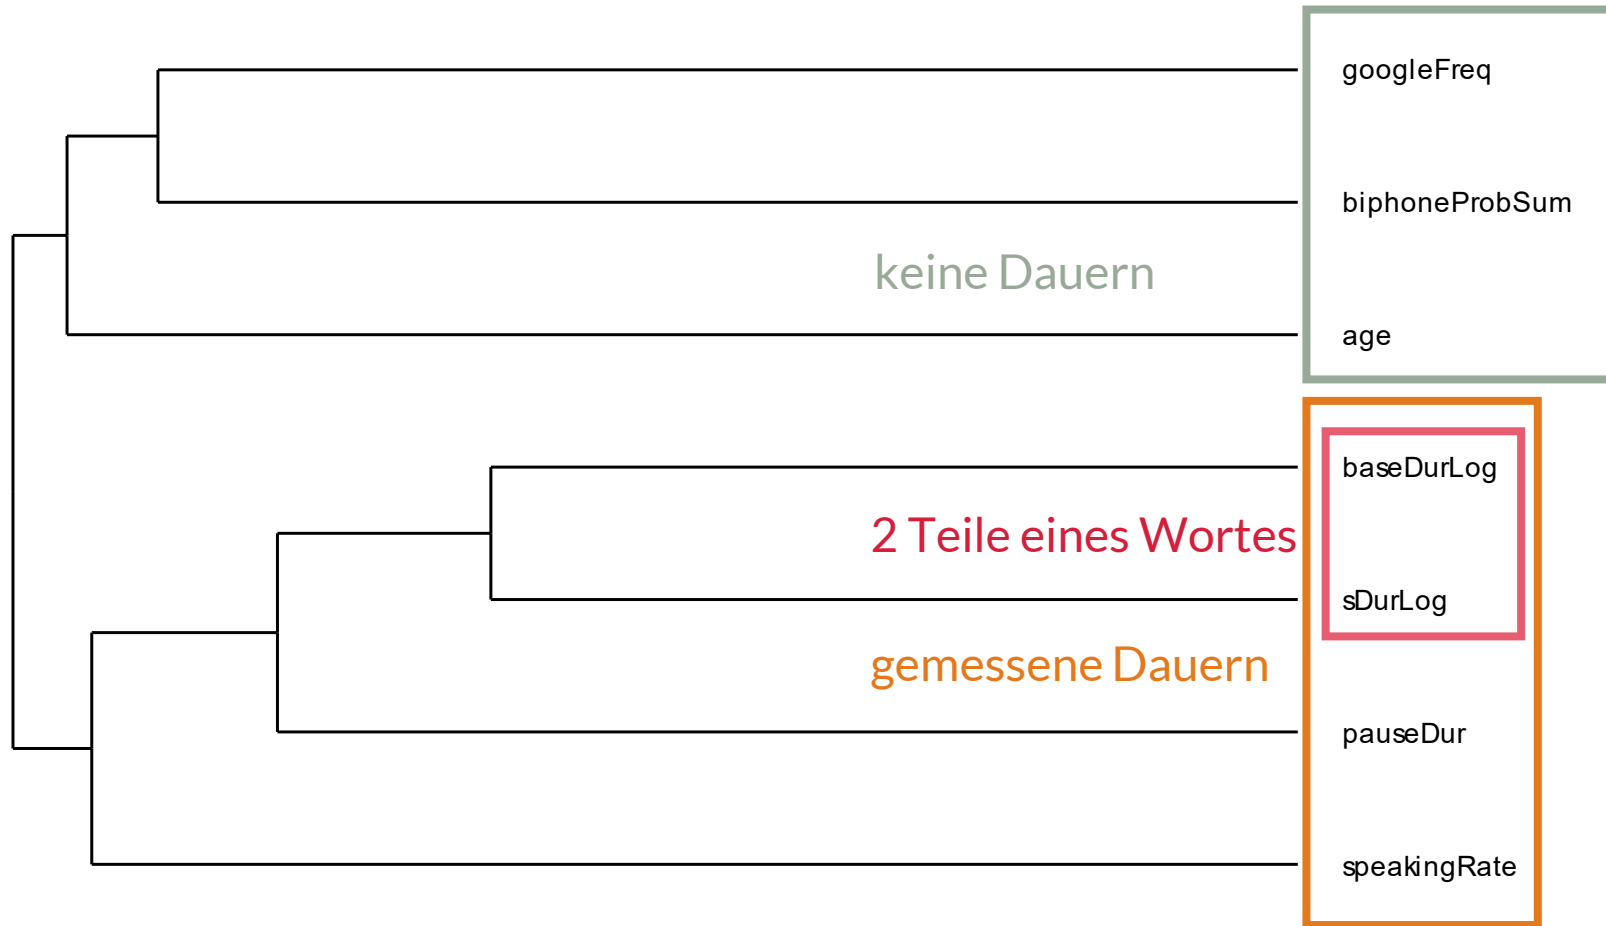 googleFreq
biphoneProbSum
keine Dauern
age
baseDurLog
2 Teile eines Wortes
sDurLog
gemessene Dauern
pauseDur
speakingRate